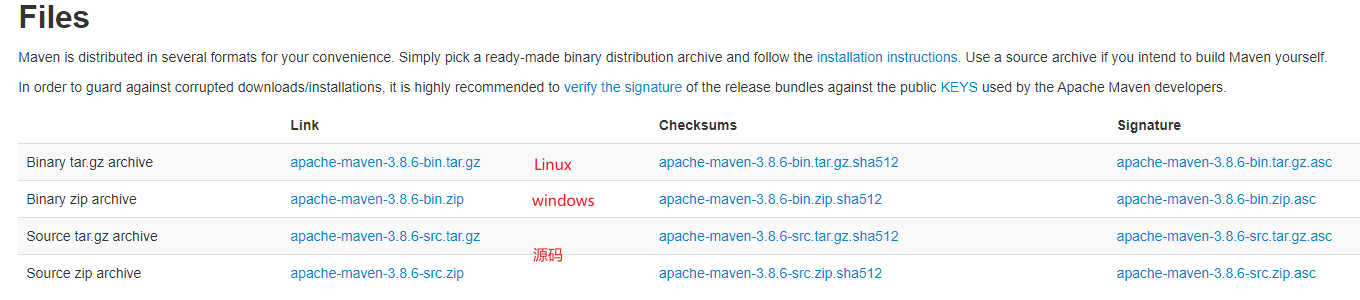 Files
Maven is distributed in several formats for your convenience. Simply pick a ready-made binary distribution archive and follow the installation instructions. Use a source archive if you intend to build Maven yourself.
In order to guard against corrupted downloads/installations, it is highly recommended to verify the signature of the release bundles against the public KEYS used by the Apache Maven developers.
Link Checksums Signature
Binary tar.gz archive apache-maven-3.8.6-bin.tar.gz Linux apache-maven-3.8.6-bin.tar.gz.sha512 apache-maven-3.8.6-bin.tar.gz.asc
Binary zip archive apache-maven-3.8.6-bin.zip windows apache-maven-3.8.6-bin.zip.sha512 apache-maven-3.8.6-bin.zip.asc
Source tar.gz archive apache-maven-3.8.6-src.tar.gz apache-maven-3.8.6-src.tar.gz.sha512 apache-maven-3.8.6-src.tar.gz.asc
源码
Source zip archive apache-maven-3.8.6-src.zip apache-maven-3.8.6-src.zip.sha512 apache-maven-3.8.6-src.zip.asc